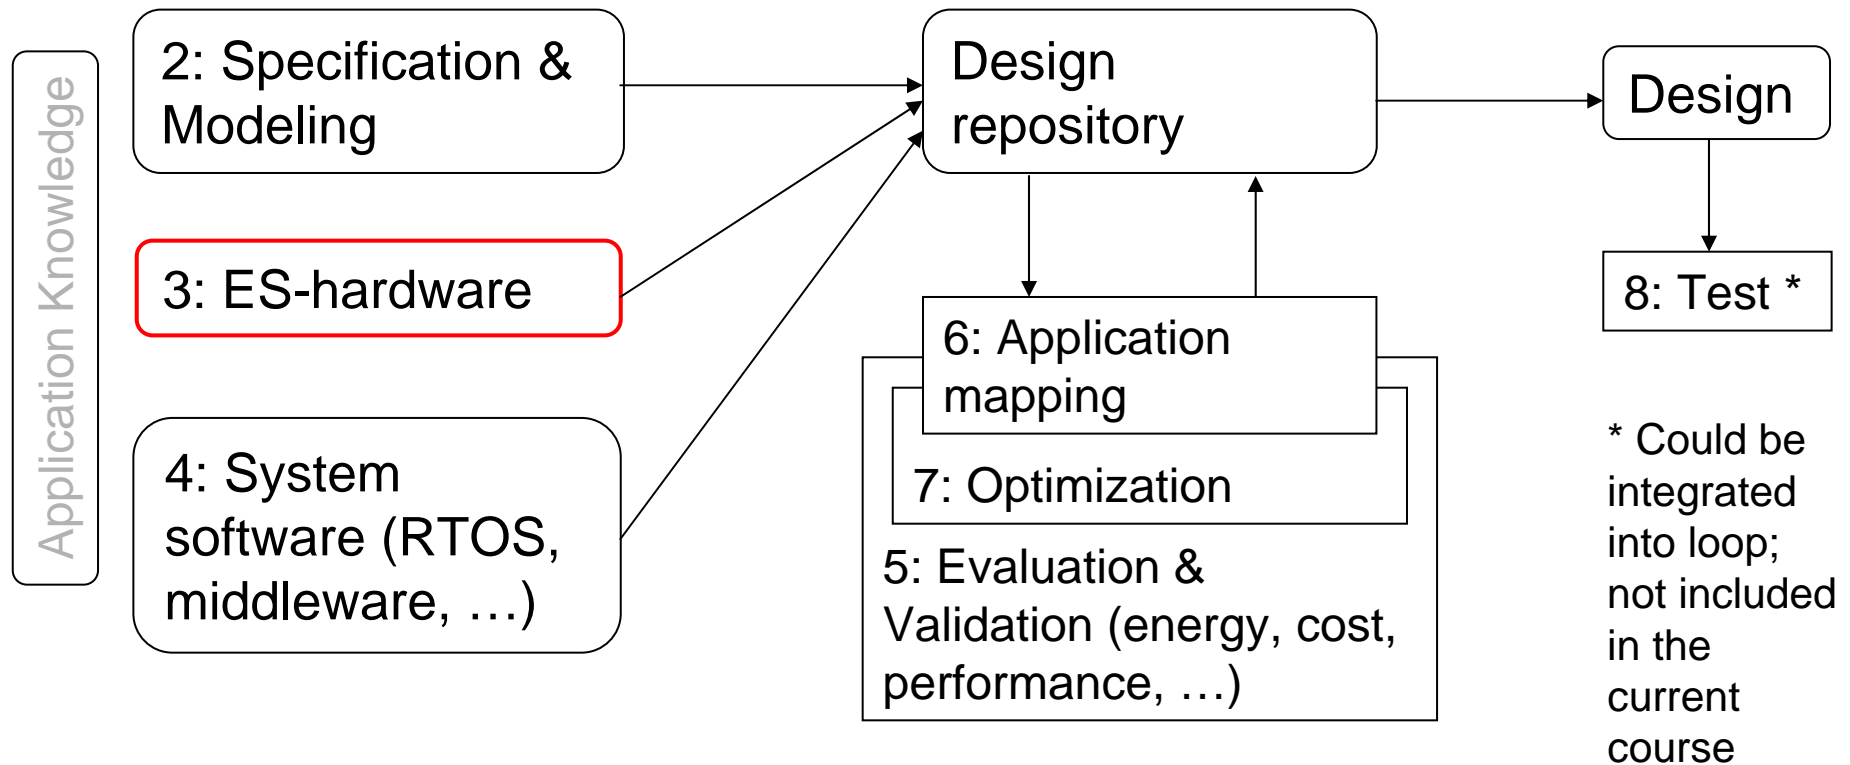 Application Knowledge
2: Specification &
Modeling
3: ES-hardware
4: System
software (RTOS,
middleware, …)
Design
repository
6: Application
mapping
7: Optimization
5: Evaluation &
Validation (energy, cost,
performance, …)
Design
8: Test *
* Could be
integrated
into loop;
not included
in the
current
course